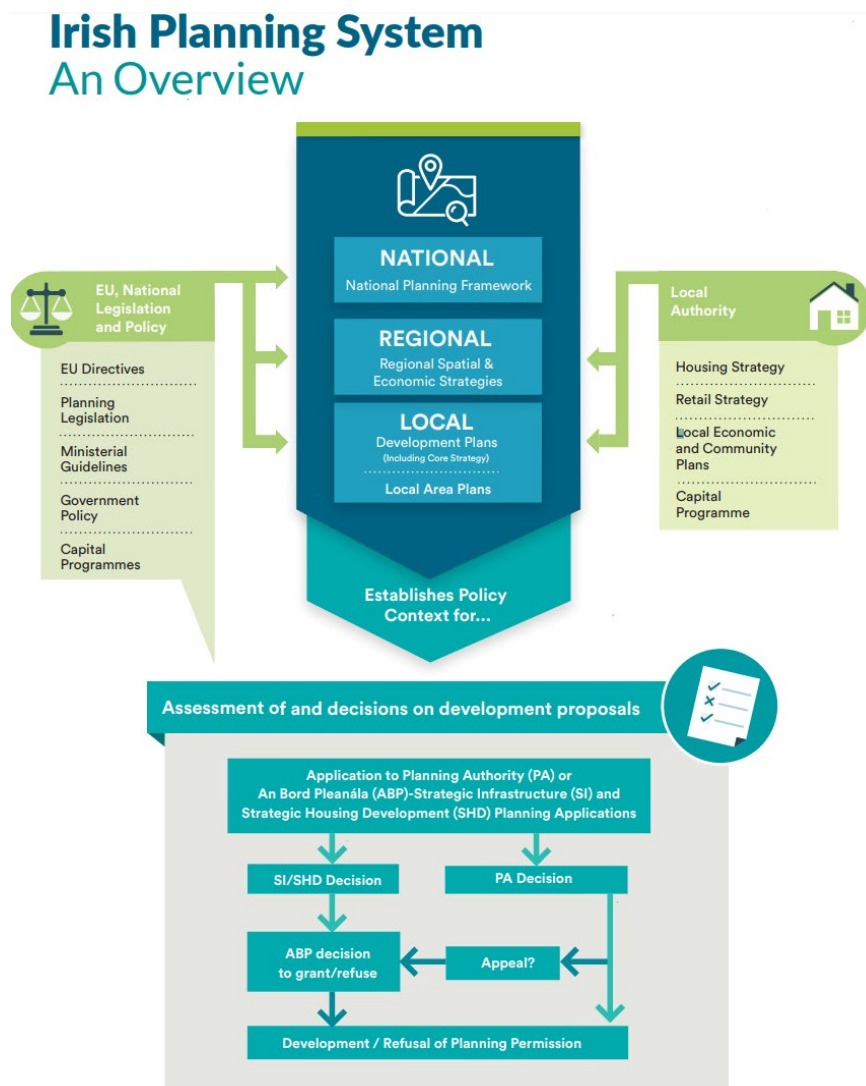 Irish Planning System
An Overview
NATIONAL
National Planning Framework
REGIONAL
Regional Spatial &
Economic Strategies
LOCAL
Development Plans
(Including Core Strategy)
Local Area Plans
EU, National
Legislation
and Policy
EU Directives
Planning
Legislation
Ministerial
Guidelines
Government
Policy
Capital
Programmes
Local
Authority
Housing Strategy
Retail Strategy
Local Economic
and Community
Plans
Capital
Programme
Establishes Policy
Context for...
Assessment of and decisions on development proposals
Application to Planning Authority (PA) or
An Bord Pleanála (ABP)-Strategic Infrastructure (SI) and
Strategic Housing Development (SHD) Planning Applications
SI/SHD Decision
PA Decision
ABP decision
to grant/refuse
Appeal?
Development / Refusal of Planning Permission